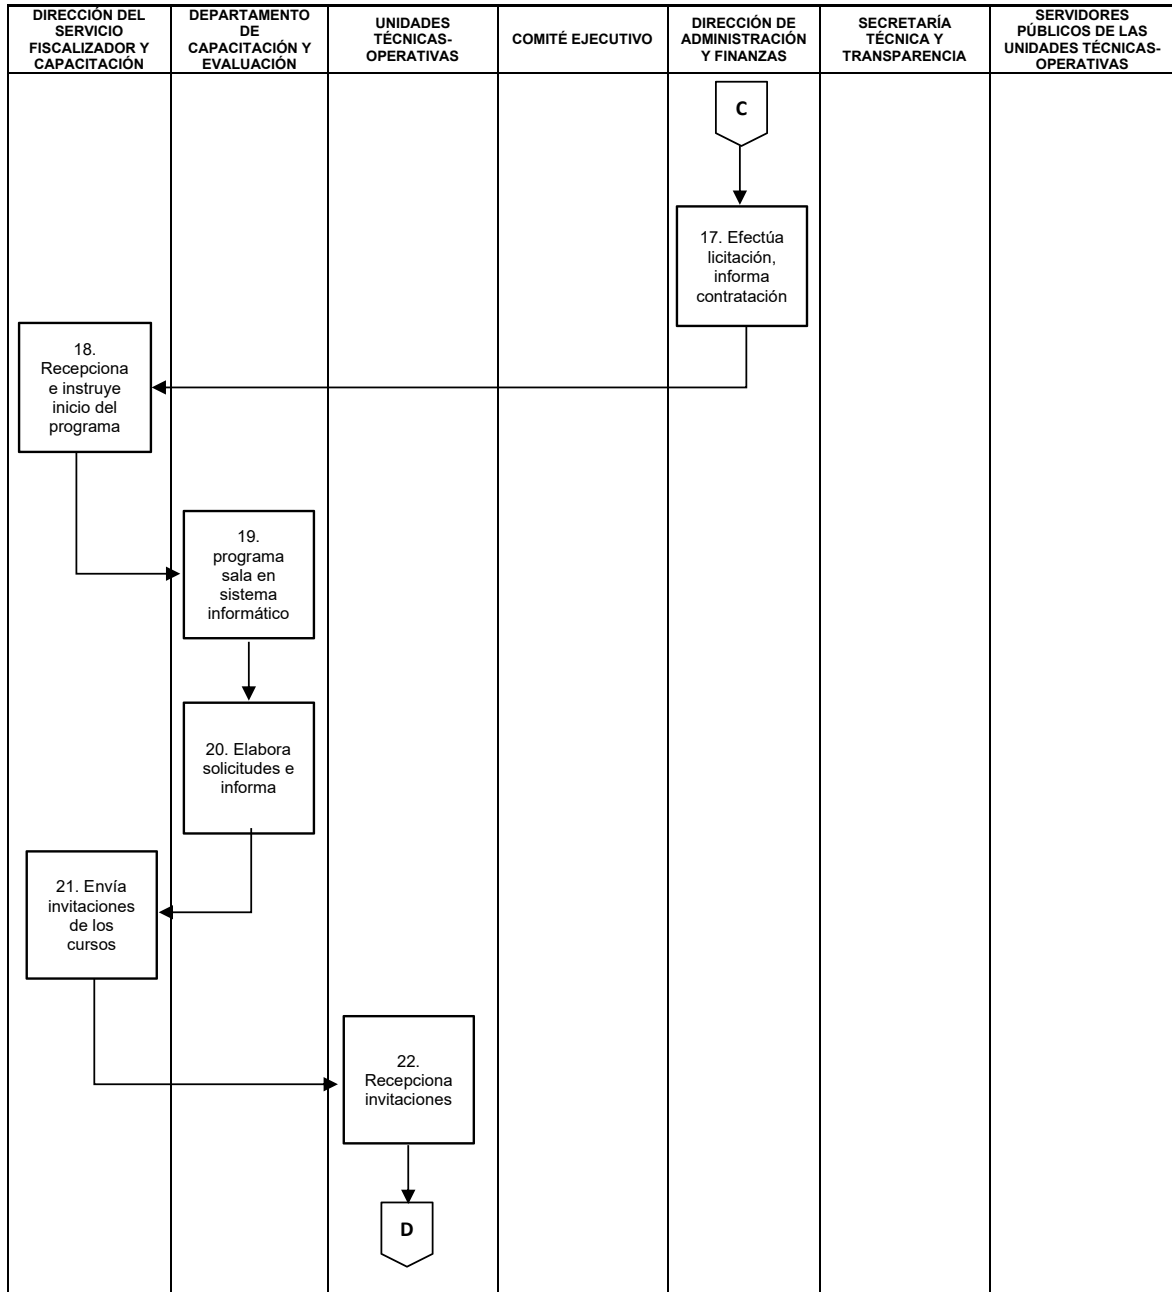 DIRECCIÓN DEL
SERVICIO
FISCALIZADOR Y
CAPACITACIÓN
DEPARTAMENTO
DE
CAPACITACIÓN Y
EVALUACIÓN
UNIDADES
TÉCNICAS-
OPERATIVAS
COMITÉ EJECUTIVO
DIRECCIÓN DE
ADMINISTRACIÓN
Y FINANZAS
SECRETARÍA
TÉCNICA Y
TRANSPARENCIA
SERVIDORES
PÚBLICOS DE LAS
UNIDADES TÉCNICAS-
OPERATIVAS
C
17. Efectúa
licitación,
informa
contratación
18.
Recepciona
e instruye
inicio del
programa
19.
programa
sala en
sistema
informático
20. Elabora
solicitudes e
informa
21. Envía
invitaciones
de los
cursos
22.
Recepciona
invitaciones
D